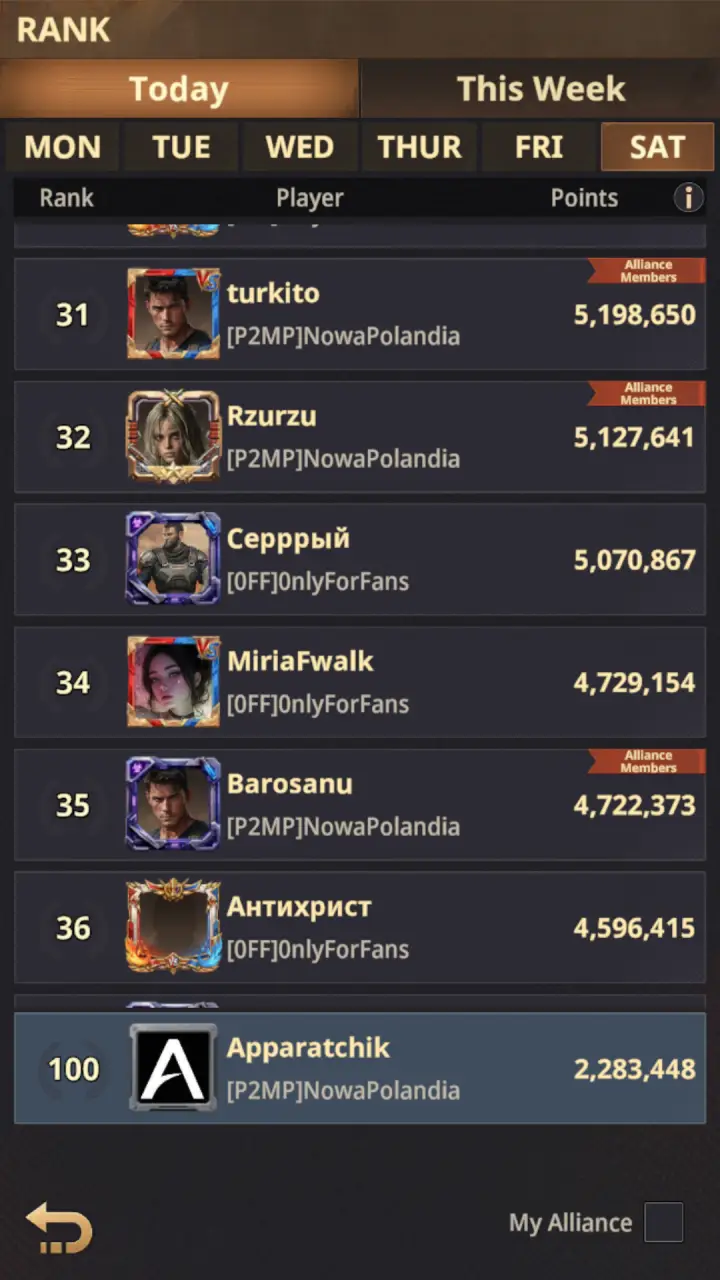 RANK
Today
This Week
MON TUE WED THUR FRI SAT
Rank Player Points i
Alliance
Members
31 turkito 5,198,650
[P2MP]NowaPolandia
Alliance
Members
32 Rzurzu 5,127,641
[P2MP]NowaPolandia
33 Серррый 5,070,867
[0FF]0nlyForFans
34 MiriaFwalk 4,729,154
[0FF]0nlyForFans
Alliance
Members
35 Barosanu 4,722,373
[P2MP]NowaPolandia
36 Антихрист 4,596,415
[0FF]0nlyForFans
100 Apparatchik 2,283,448
[P2MP]NowaPolandia
My Alliance